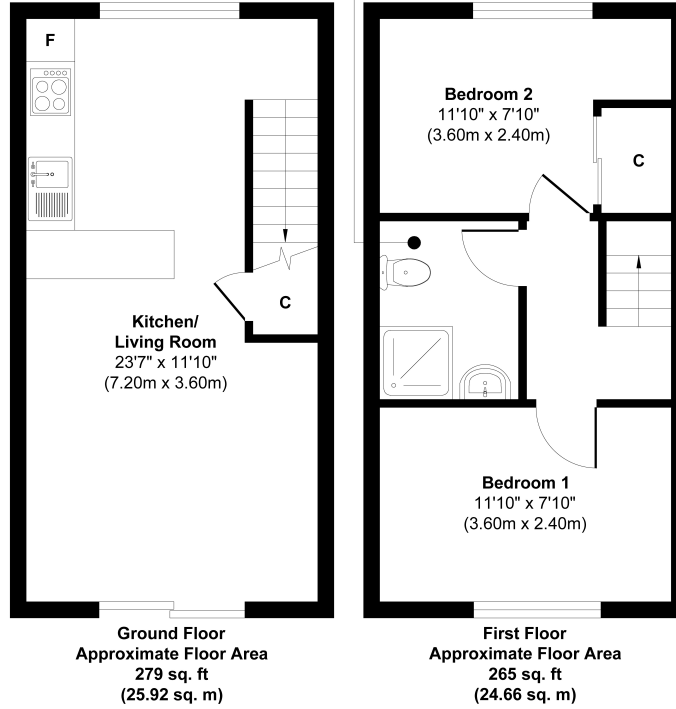 F
Kitchen/
Living Room
23'7" x 11'10"
(7.20m x 3.60m)
C
Ground Floor
Approximate Floor Area
279 sq. ft
(25.92 sq. m)
Bedroom 2
11'10" x 7'10"
(3.60m x 2.40m)
C
Bedroom 1
11'10" x 7'10"
(3.60m x 2.40m)
First Floor
Approximate Floor Area
265 sq. ft
(24.66 sq. m)